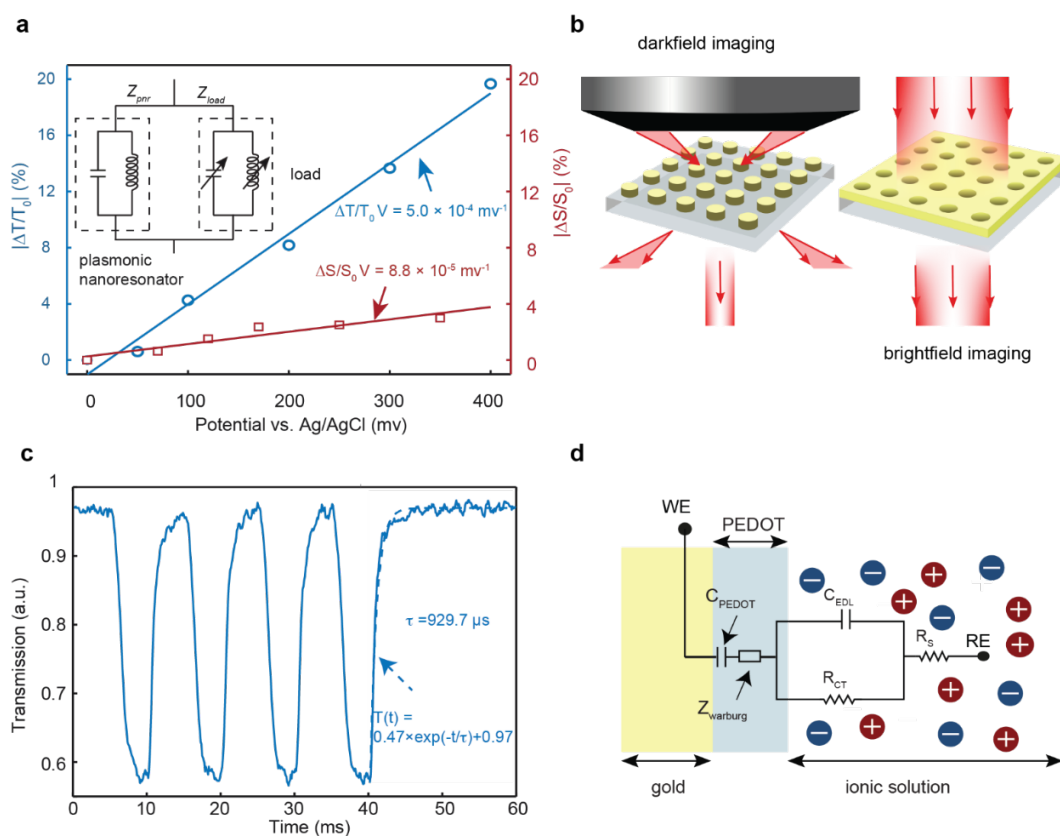 a
|ΔT/T₀| (%)
20
16
12
8
4
0
Z_pnr
Z_load
load
plasmonic
nanoresonator
ΔT/T₀ V = 5.0 × 10⁻⁴ mv⁻¹
ΔS/S₀ V = 8.8 × 10⁻⁵ mv⁻¹
20
16
12
8
4
0
|ΔS/S₀| (%)
0 100 200 300 400
Potential vs. Ag/AgCl (mv)
b
darkfield imaging
brightfield imaging
c
Transmission (a.u.)
1
0.9
0.8
0.7
0.6
τ =929.7 µs
T(t) =
0.47×exp(-t/τ)+0.97
0 10 20 30 40 50 60
Time (ms)
d
WE
PEDOT
C_PEDOT
C_EDL
R_S
RE
R_CT
Z_warburg
gold
ionic solution